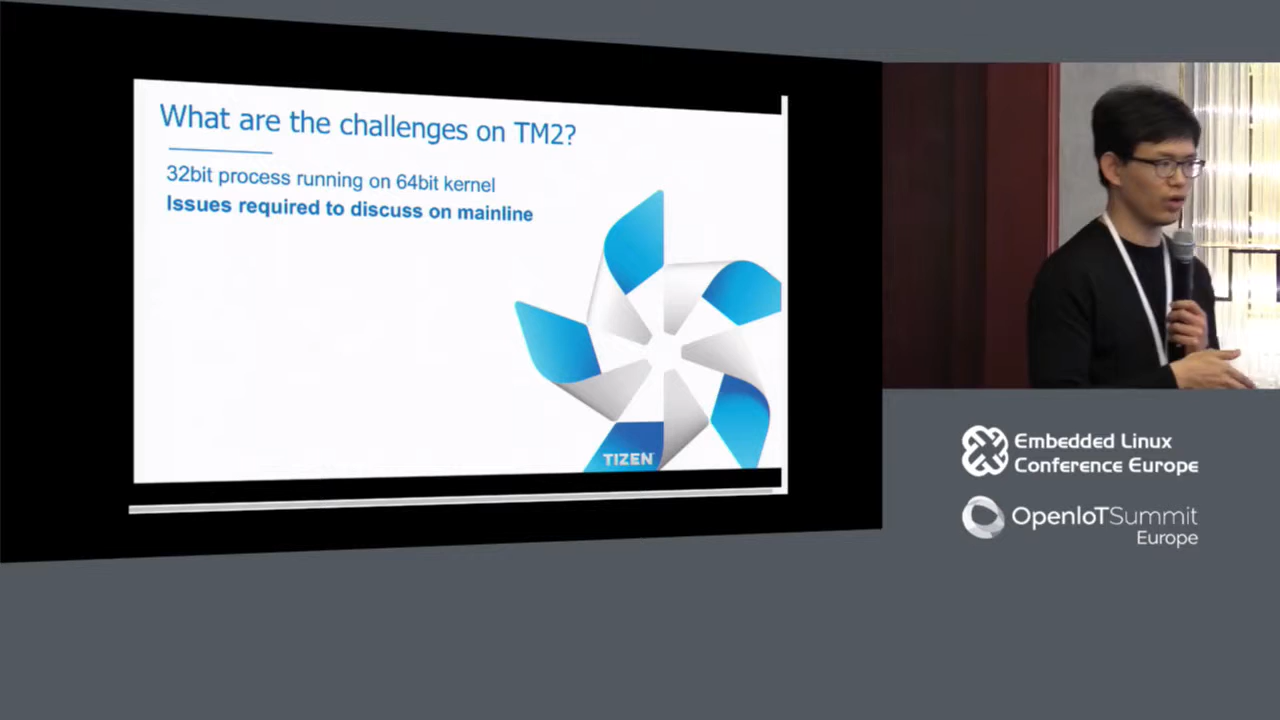 What are the challenges on TM2?
32bit process running on 64bit kernel
Issues required to discuss on mainline
TIZEN
Embedded Linux
Conference Europe
OpenIoTSummit
Europe